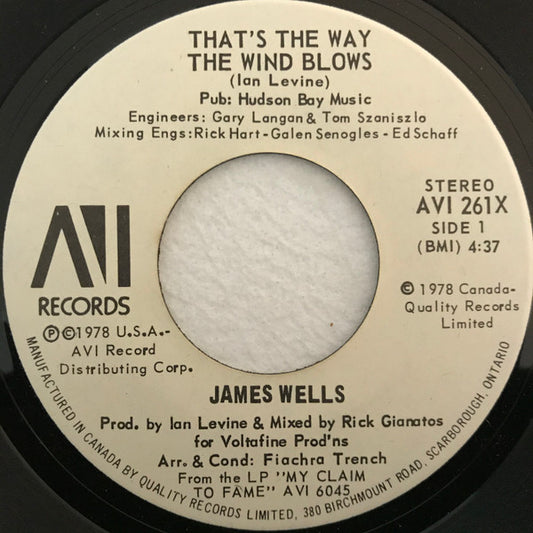 THAT'S THE WAY
THE WIND BLOWS
(Ian Levine)
Pub: Hudson Bay Music
Engineers: Gary Langan & Tom Szaniszlo
Mixing Engs: Rick Hart - Galen Senogles - Ed Schaff
AVI
RECORDS
℗©1978 U.S.A.-
AVI Record
Distributing Corp.
STEREO
AVI 261X
SIDE 1
(BMI) 4:37
© 1978 Canada-
Quality Records
Limited
JAMES WELLS
Prod. by Ian Levine & Mixed by Rick Gianatos
for Voltafine Prod'ns
Arr. & Cond: Fiachra Trench
From the LP "MY CLAIM
TO FAME" AVI 6045
MANUFACTURED IN CANADA BY QUALITY RECORDS LIMITED, 380 BIRCHMOUNT ROAD, SCARBOROUGH, ONTARIO